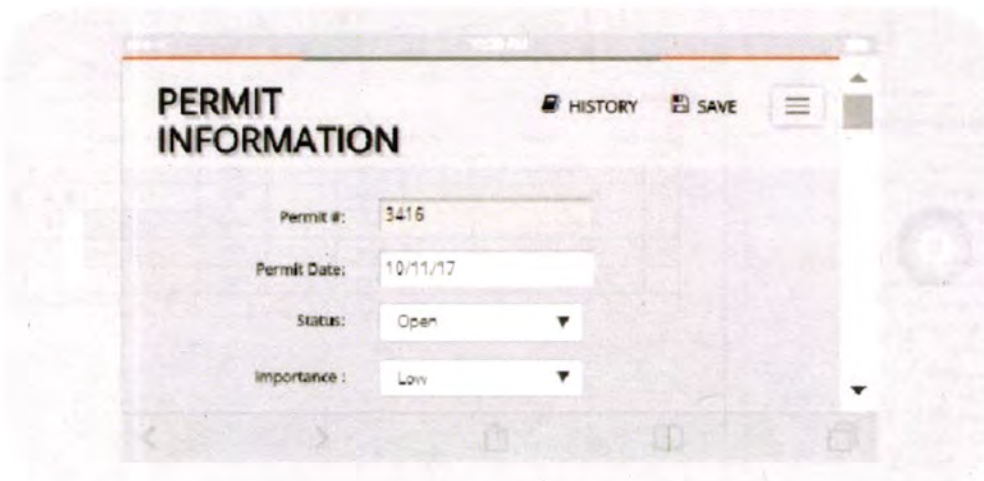 PERMIT
INFORMATION
HISTORY SAVE
Permit #: 3416
Permit Date: 10/11/17
Status: Open
Importance : Low